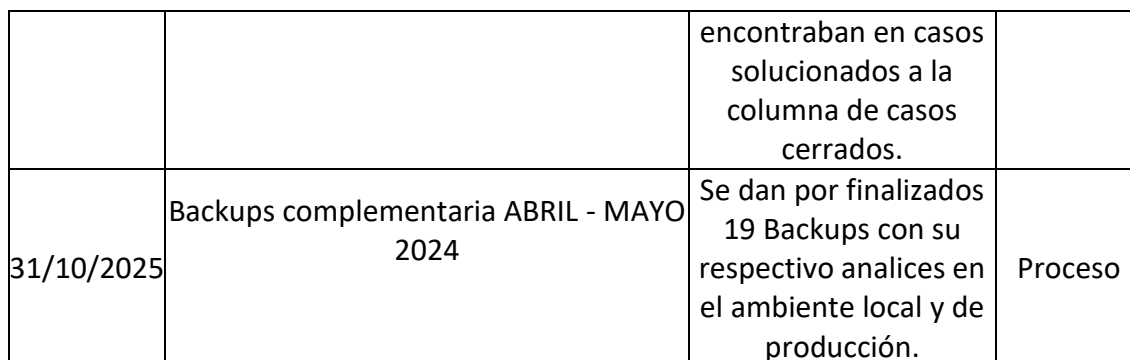 encontraban en casos
solucionados a la
columna de casos
cerrados.
31/10/2025
Backups complementaria ABRIL - MAYO
2024
Se dan por finalizados
19 Backups con su
respectivo analices en
el ambiente local y de
producción.
Proceso